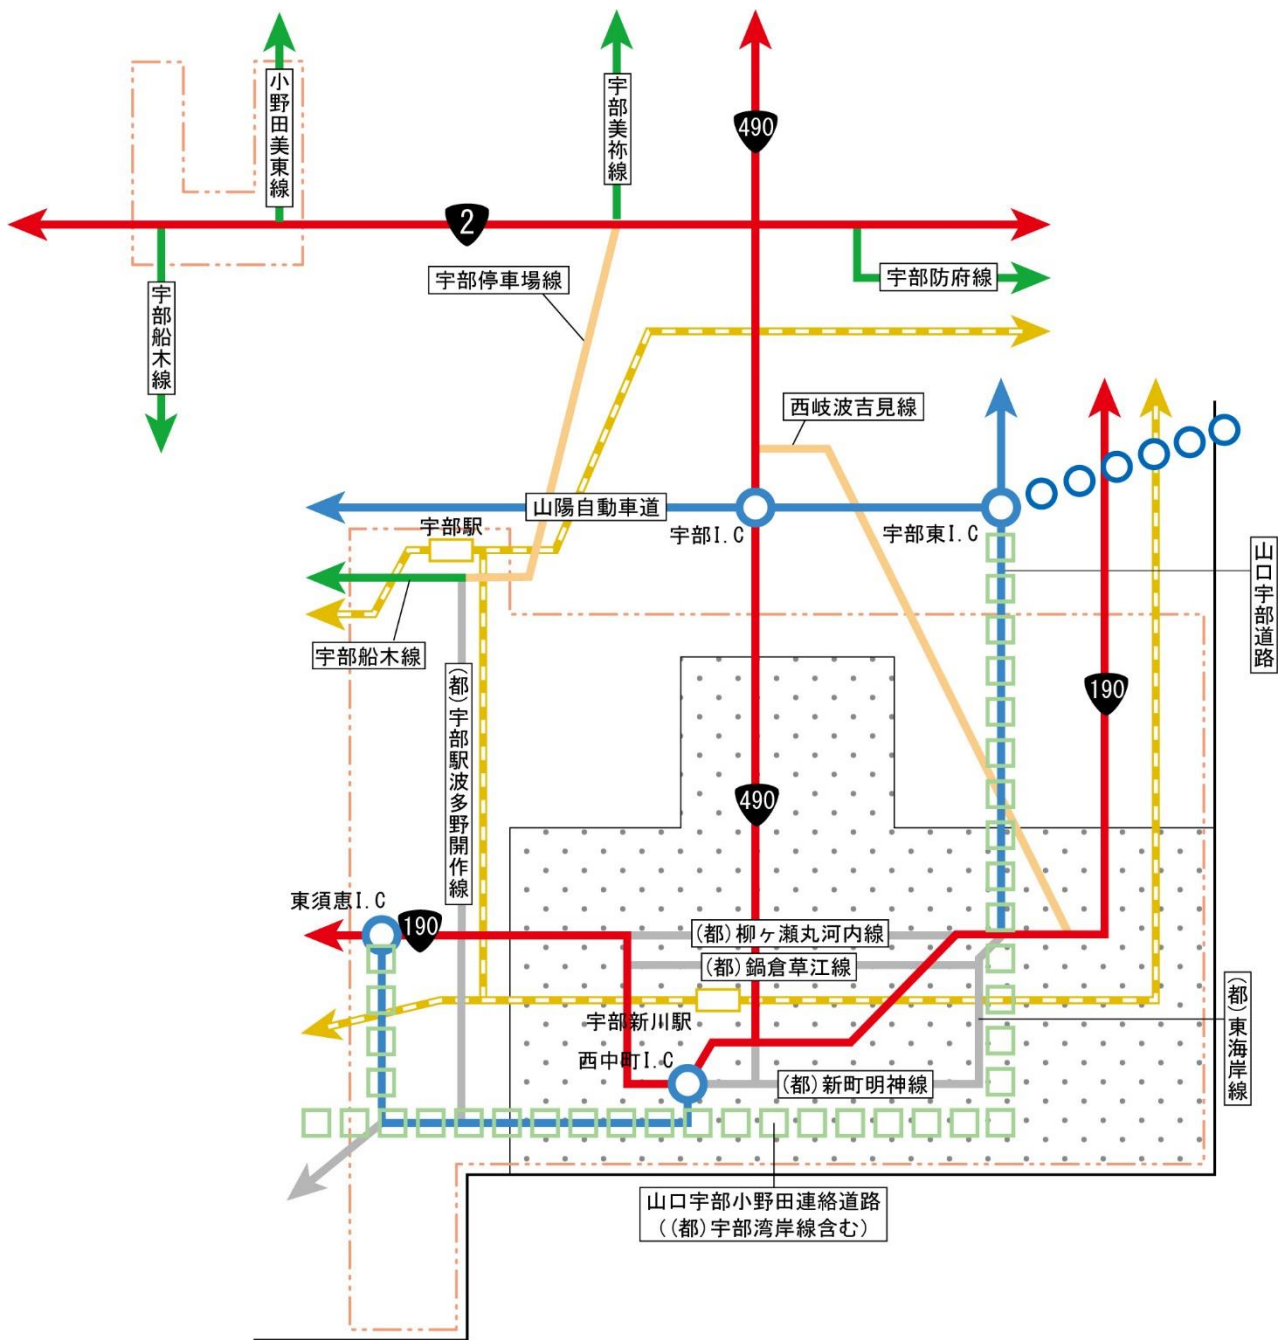 小野田美東線
宇部美祢線
490
2
宇部停車場線
宇部防府線
宇部船木線
西岐波吉見線
山陽自動車道
宇部I.C
宇部東I.C
宇部駅
山口宇部道路
宇部船木線
(都)宇部駅波多野開作線
190
490
東須恵I.C
190
(都)柳ヶ瀬丸河内線
(都)鍋倉草江線
宇部新川駅
西中町I.C
(都)新町明神線
(都)東海岸線
山口宇部小野田連絡道路
((都)宇部湾岸線含む)